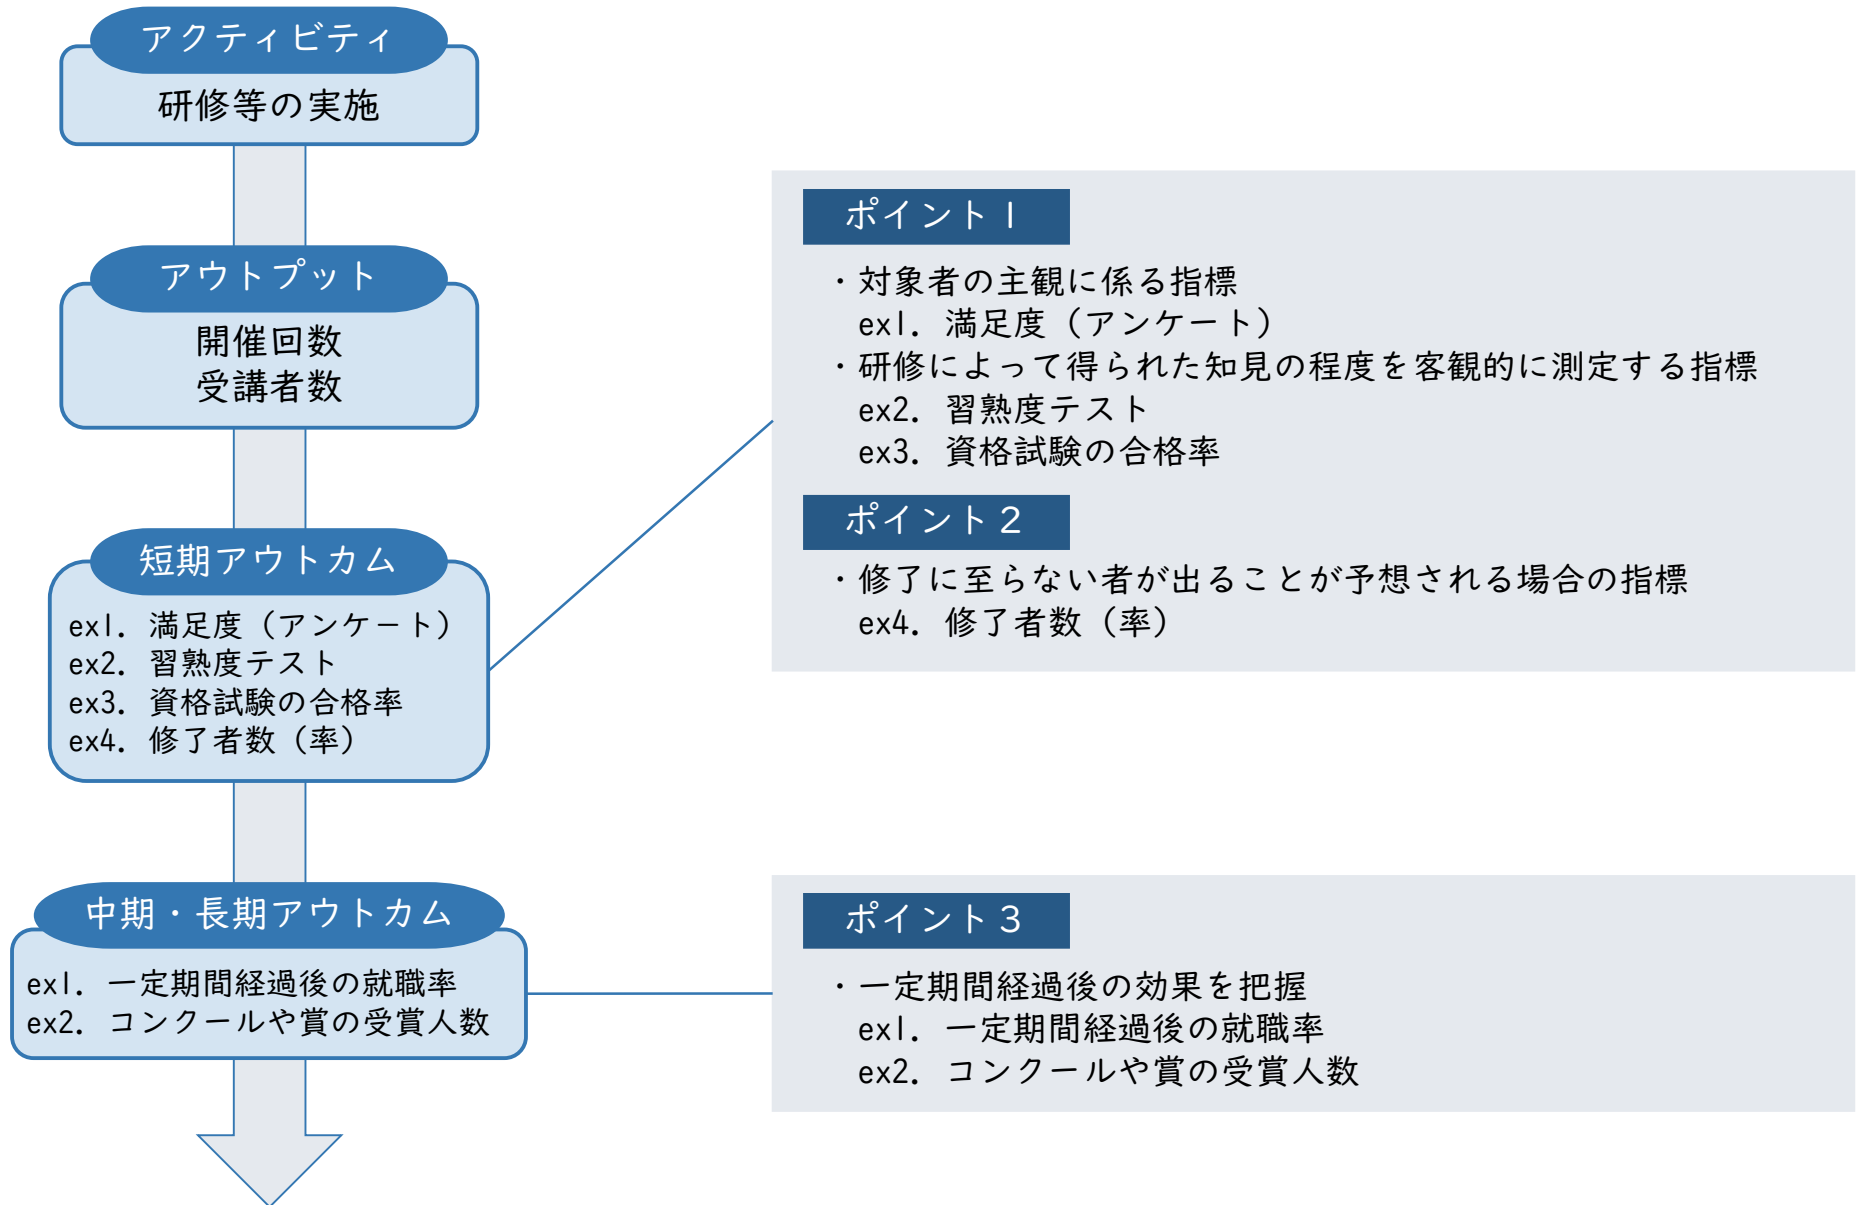 アクティビティ
研修等の実施
アウトプット
開催回数
受講者数
短期アウトカム
ex1. 満足度（アンケート）
ex2. 習熟度テスト
ex3. 資格試験の合格率
ex4. 修了者数（率）
中期・長期アウトカム
ex1. 一定期間経過後の就職率
ex2. コンクールや賞の受賞人数
ポイント１
・対象者の主観に係る指標
ex1. 満足度（アンケート）
・研修によって得られた知見の程度を客観的に測定する指標
ex2. 習熟度テスト
ex3. 資格試験の合格率
ポイント２
・修了に至らない者が出ることが予想される場合の指標
ex4. 修了者数（率）
ポイント３
・一定期間経過後の効果を把握
ex1. 一定期間経過後の就職率
ex2. コンクールや賞の受賞人数